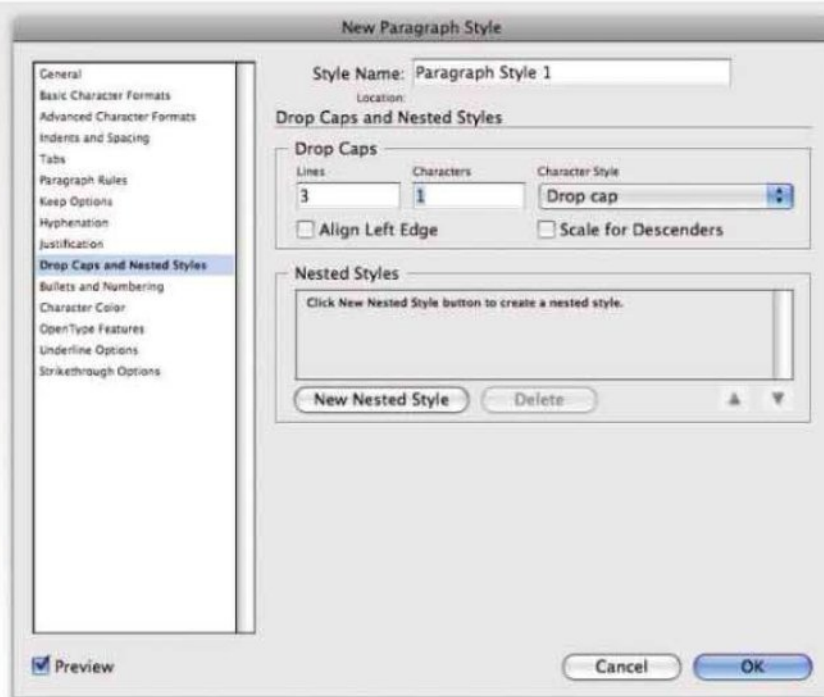 New Paragraph Style
General
Basic Character Formats
Advanced Character Formats
Indents and Spacing
Tabs
Paragraph Rules
Keep Options
Hyphenation
Justification
Drop Caps and Nested Styles
Bullets and Numbering
Character Color
OpenType Features
Underline Options
Strikethrough Options
Style Name: Paragraph Style 1
Location:
Drop Caps and Nested Styles
Drop Caps
Lines Characters Character Style
3 1 Drop cap
Align Left Edge Scale for Descenders
Nested Styles
Click New Nested Style button to create a nested style.
New Nested Style Delete
Preview Cancel OK